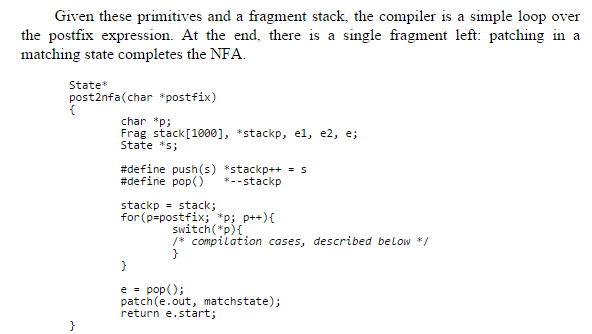 Given these primitives and a fragment stack, the compiler is a simple loop over
the postfix expression. At the end, there is a single fragment left: patching in a
matching state completes the NFA.
State*
post2nfa(char *postfix)
{
char *p;
Frag stack[1000], *stackp, e1, e2, e;
State *s;
#define push(s) *stackp++ = s
#define pop()   *--stackp
stackp = stack;
for(p=postfix; *p; p++){
switch(*p){
/* compilation cases, described below */
}
}
e = pop();
patch(e.out, matchstate);
return e.start;
}